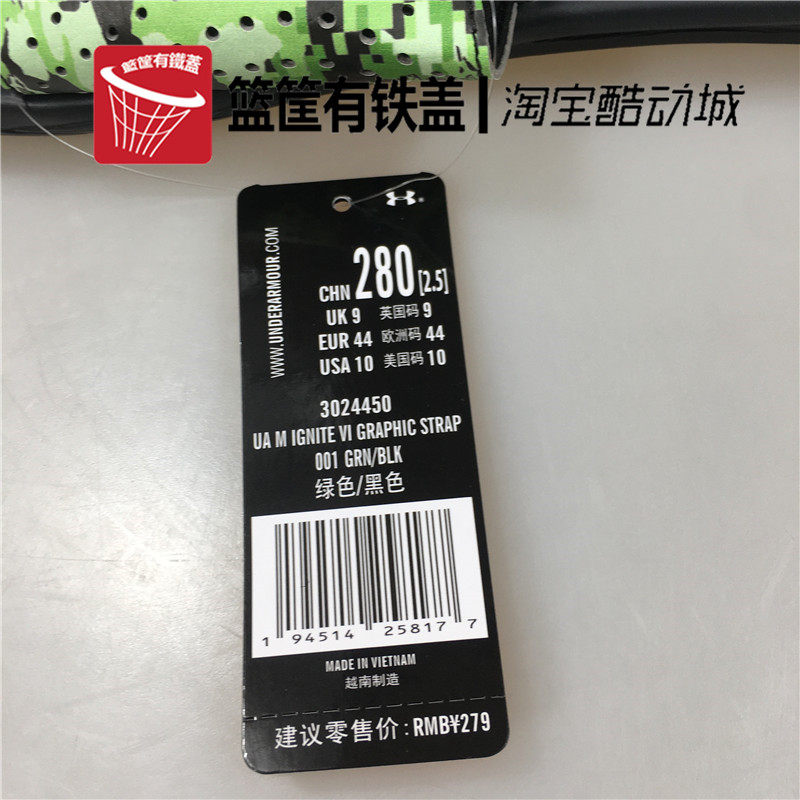 籃筐有鐵蓋
篮筐有铁盖 | 淘宝酷动城
WWW.UNDERARMOUR.COM
CHN 280 [2.5]
UK 9 英国码 9
EUR 44 欧洲码 44
USA 10 美国码 10
3024450
UA M IGNITE VI GRAPHIC STRAP
001 GRN/BLK
绿色/黑色
1 94514 25817 7
MADE IN VIETNAM
越南制造
建议零售价:RMB¥279